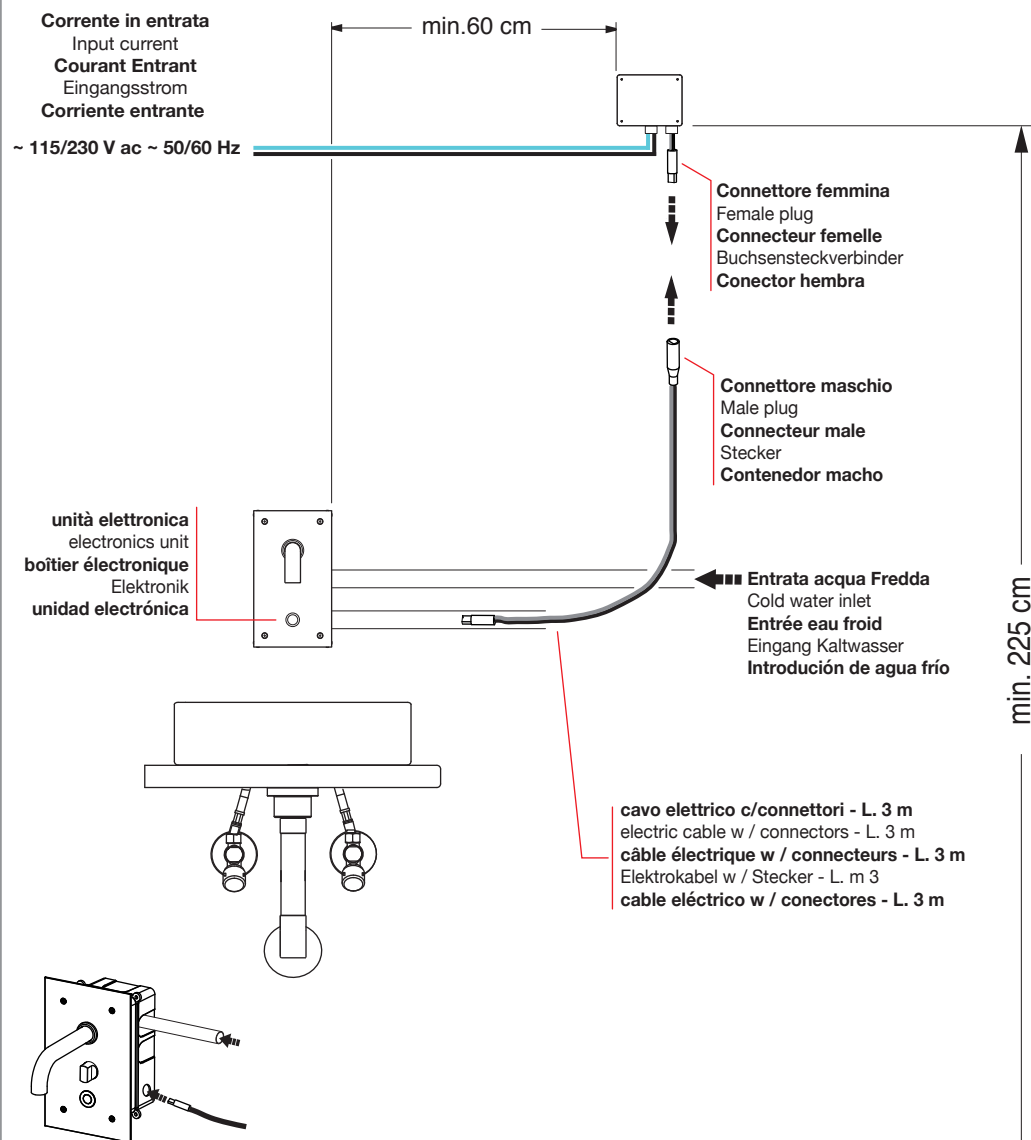 Corrente in entrata
Input current
Courant Entrant
Eingangsstrom
Corriente entrante
~ 115/230 V ac ~ 50/60 Hz
min.60 cm
Connettore femmina
Female plug
Connecteur femelle
Buchsensteckverbinder
Conector hembra
Connettore maschio
Male plug
Connecteur male
Stecker
Contenedor macho
unità elettronica
electronics unit
boîtier électronique
Elektronik
unidad electrónica
Entrata acqua Fredda
Cold water inlet
Entrée eau froid
Eingang Kaltwasser
Introdución de agua frío
min. 225 cm
cavo elettrico c/connettori - L. 3 m
electric cable w / connectors - L. 3 m
câble électrique w / connecteurs - L. 3 m
Elektrokabel w / Stecker - L. m 3
cable eléctrico w / conectores - L. 3 m